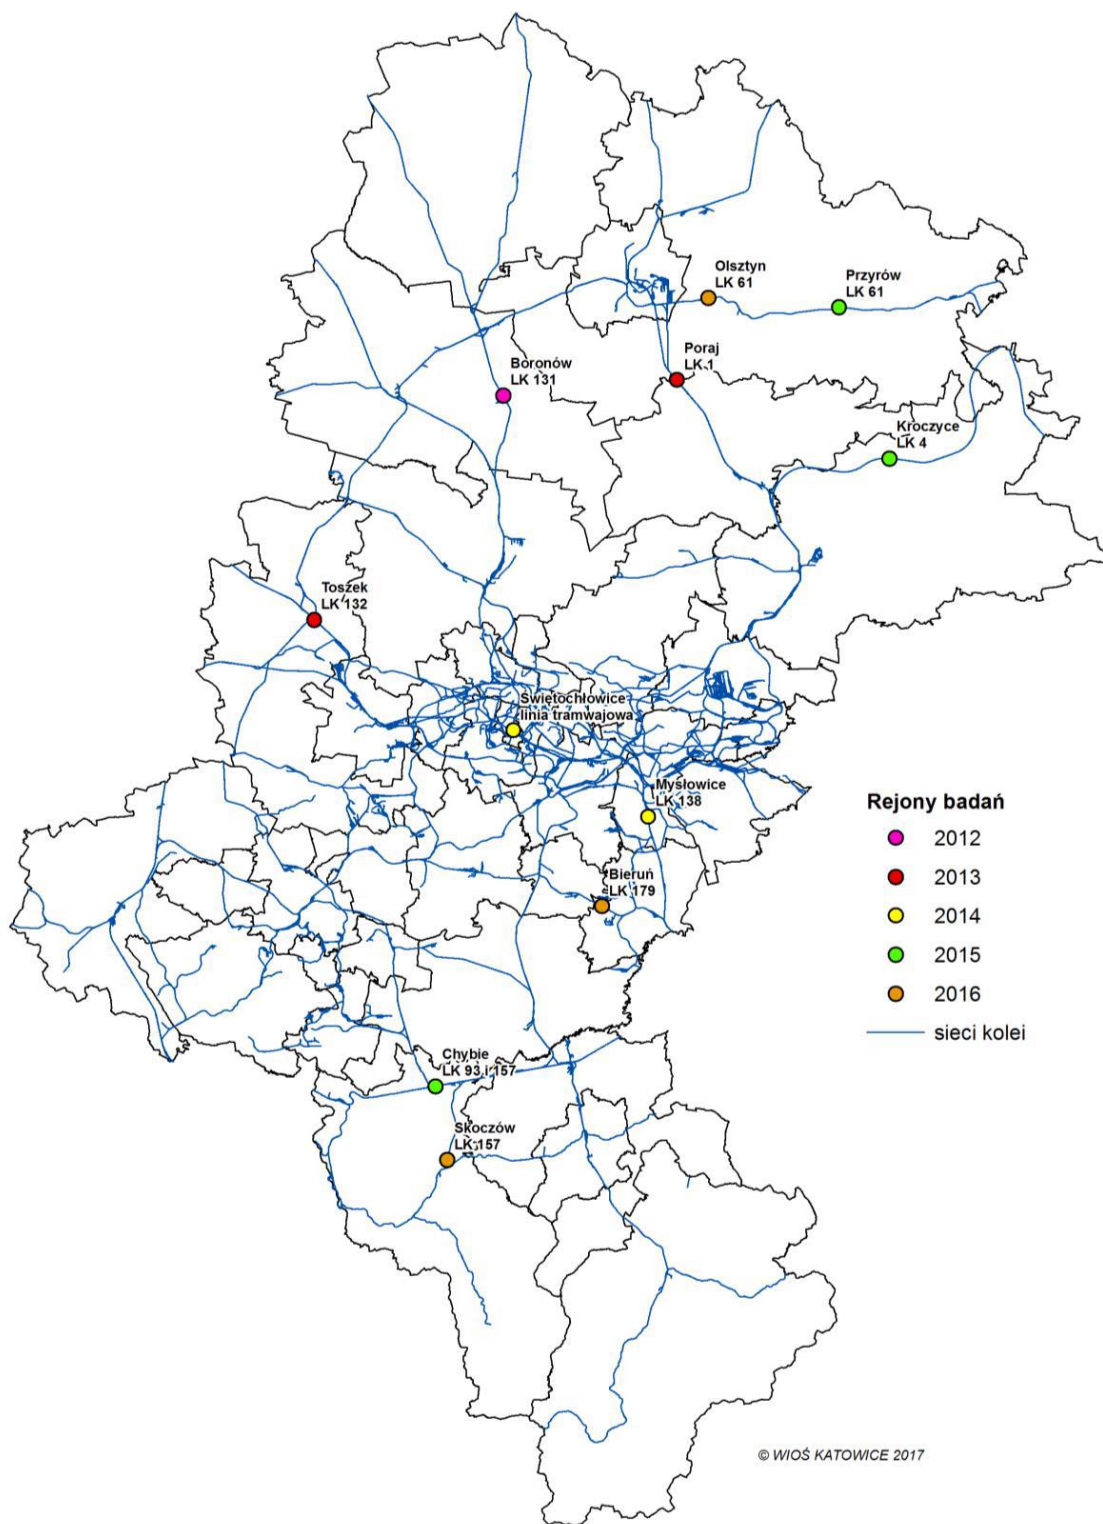 Olsztyn
LK 61
Przyrów
LK 61
Poraj
LK 1
Boronów
LK 131
Kroczyce
LK 4
Toszek
LK 132
Świętochłowice
linia tramwajowa
Mysłowice
LK 138
Rejony badań
2012
2013
2014
2015
2016
sieci kolei
Bieruń
LK 179
Chybie
LK 93 i 157
Skoczów
LK 157
© WIOŚ KATOWICE 2017